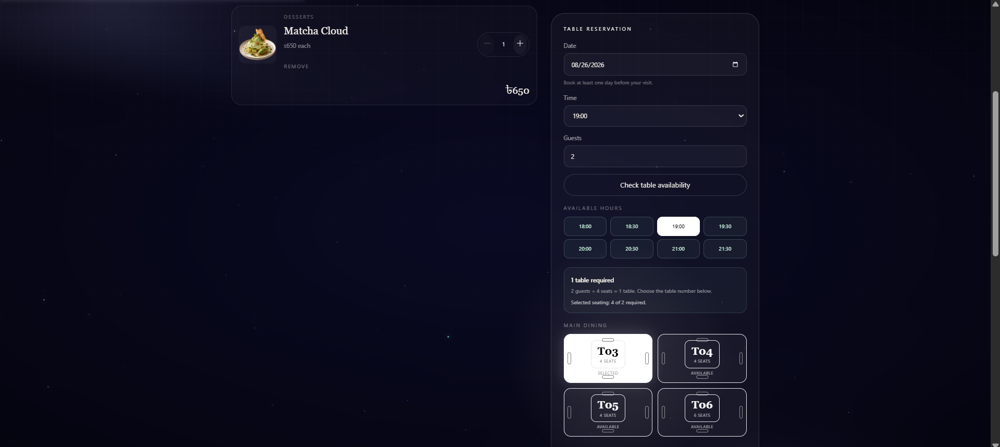 DESSERTS
Matcha Cloud
৳650 each
1
REMOVE
৳650
TABLE RESERVATION
Date
08/26/2026
Book at least one day before your visit.
Time
19:00
Guests
2
Check table availability
AVAILABLE HOURS
18:00 18:30 19:00 19:30
20:00 20:30 21:00 21:30
1 table required
2 guests ÷ 4 seats = 1 table. Choose the table number below.
Selected seating: 4 of 2 required.
MAIN DINING
T03
4 SEATS
SELECTED
T04
4 SEATS
AVAILABLE
T05
4 SEATS
AVAILABLE
T06
6 SEATS
AVAILABLE